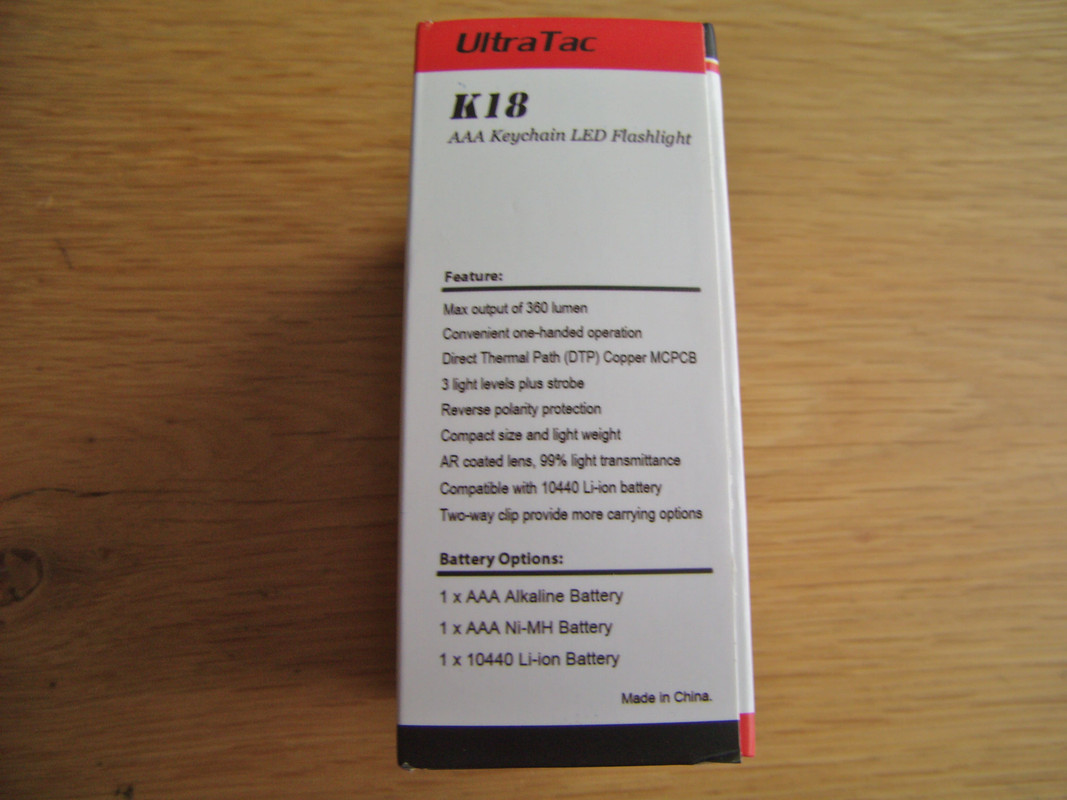 UltraTac
K18
AAA Keychain LED Flashlight
Feature:
Max output of 360 lumen
Convenient one-handed operation
Direct Thermal Path (DTP) Copper MCPCB
3 light levels plus strobe
Reverse polarity protection
Compact size and light weight
AR coated lens, 99% light transmittance
Compatible with 10440 Li-ion battery
Two-way clip provide more carrying options
Battery Options:
1 x AAA Alkaline Battery
1 x AAA Ni-MH Battery
1 x 10440 Li-ion Battery
Made in China.